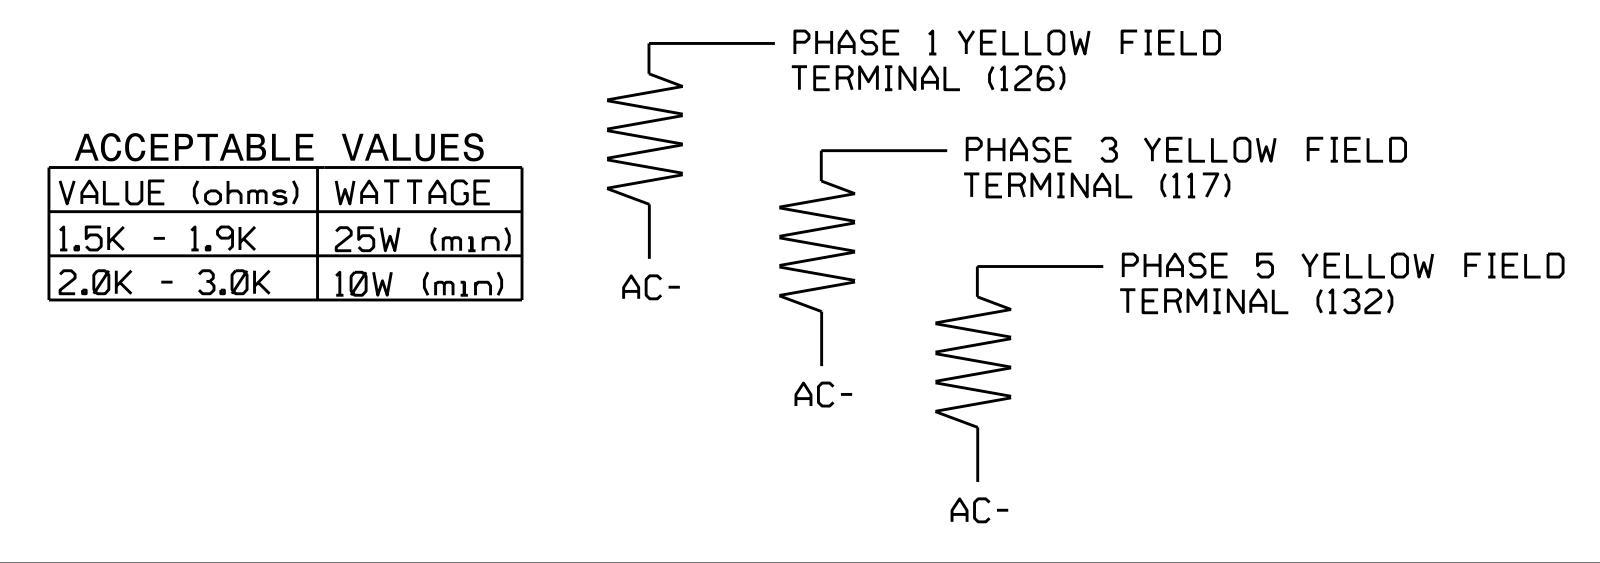 ACCEPTABLE VALUES
VALUE (ohms) WATTAGE
1.5K - 1.9K 25W (min)
2.0K - 3.0K 10W (min)
PHASE 1 YELLOW FIELD
TERMINAL (126)
AC-
PHASE 3 YELLOW FIELD
TERMINAL (117)
AC-
PHASE 5 YELLOW FIELD
TERMINAL (132)
AC-